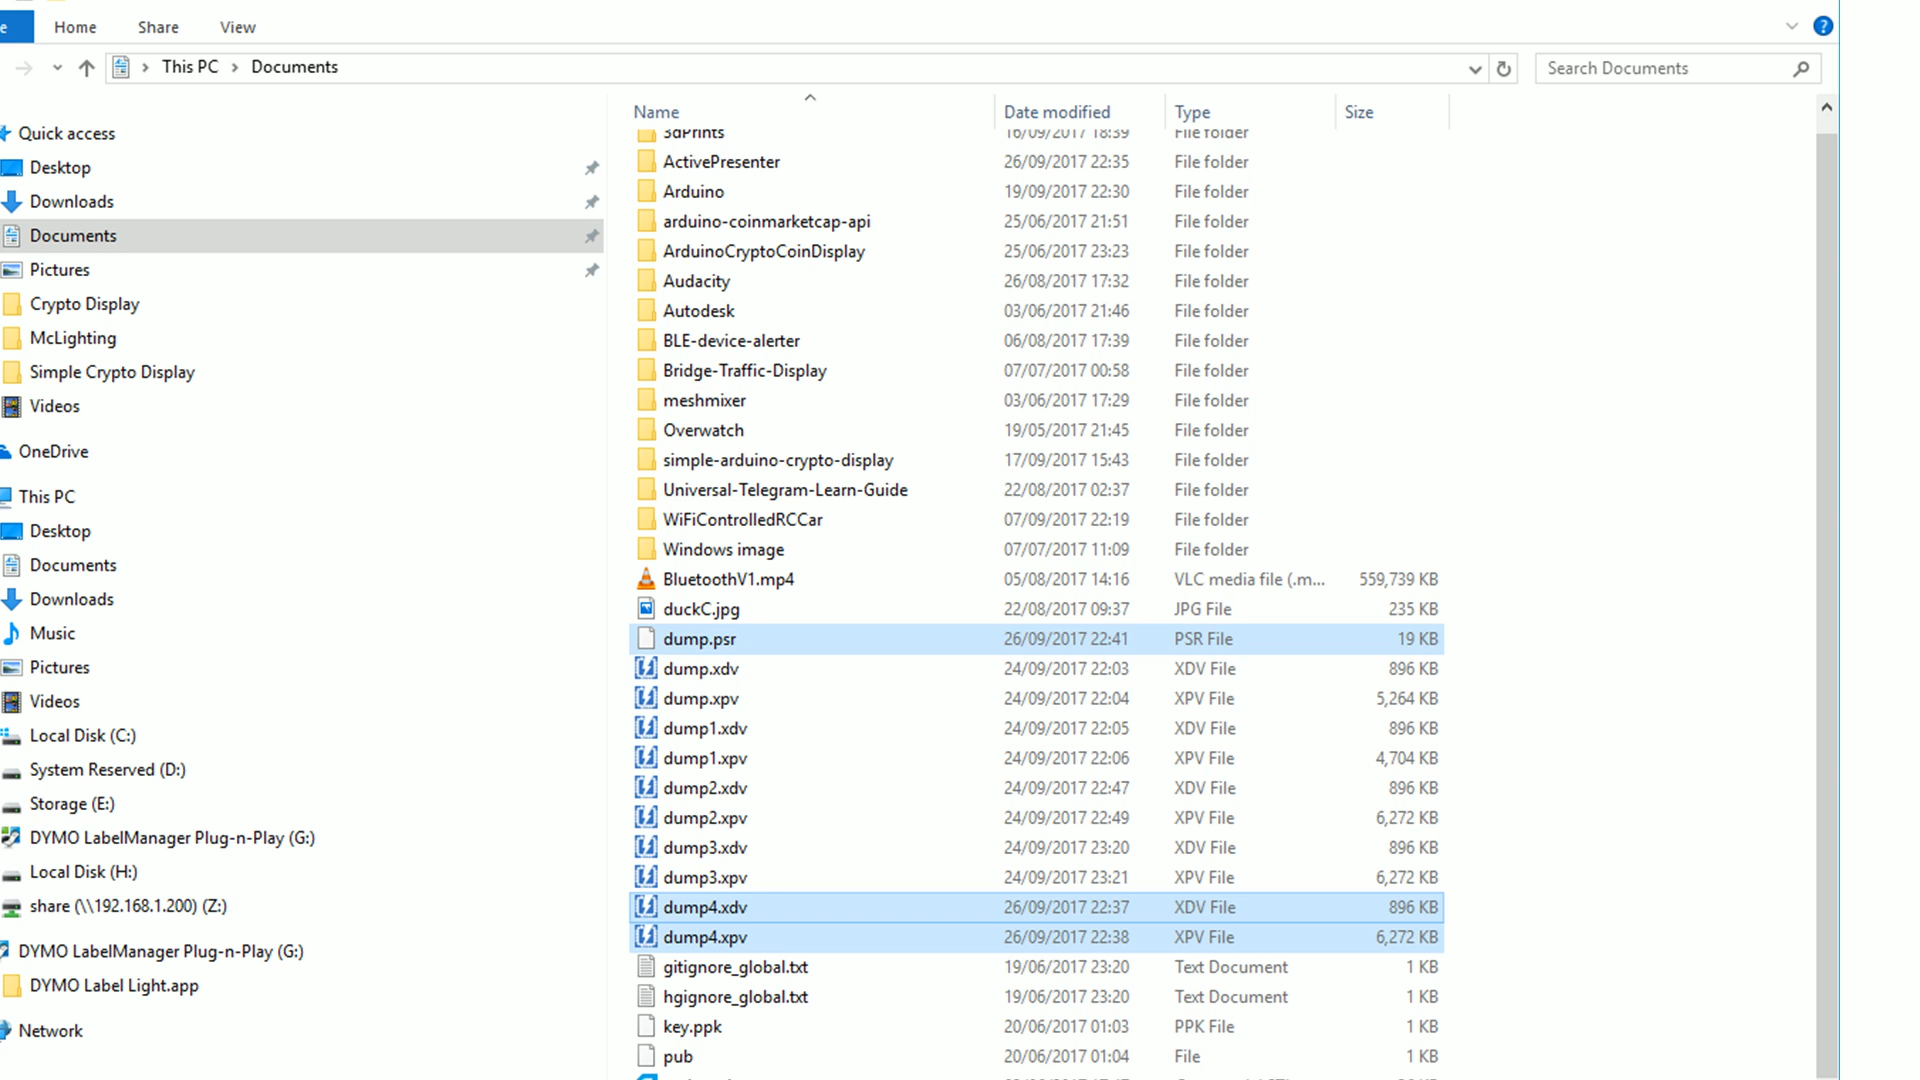 e Home Share View ?
This PC Documents Search Documents
Name Date modified Type Size
Quick access
Desktop
Downloads
Documents
Pictures
Crypto Display
McLighting
Simple Crypto Display
Videos
OneDrive
This PC
Desktop
Documents
Downloads
Music
Pictures
Videos
Local Disk (C:)
System Reserved (D:)
Storage (E:)
DYMO LabelManager Plug-n-Play (G:)
Local Disk (H:)
share (\\192.168.1.200) (Z:)
DYMO LabelManager Plug-n-Play (G:)
DYMO Label Light.app
Network
3dPrints 16/09/2017 18:39 File folder
ActivePresenter 26/09/2017 22:35 File folder
Arduino 19/09/2017 22:30 File folder
arduino-coinmarketcap-api 25/06/2017 21:51 File folder
ArduinoCryptoCoinDisplay 25/06/2017 23:23 File folder
Audacity 26/08/2017 17:32 File folder
Autodesk 03/06/2017 21:46 File folder
BLE-device-alerter 06/08/2017 17:39 File folder
Bridge-Traffic-Display 07/07/2017 00:58 File folder
meshmixer 03/06/2017 17:29 File folder
Overwatch 19/05/2017 21:45 File folder
simple-arduino-crypto-display 17/09/2017 15:43 File folder
Universal-Telegram-Learn-Guide 22/08/2017 02:37 File folder
WiFiControlledRCCar 07/09/2017 22:19 File folder
Windows image 07/07/2017 11:09 File folder
BluetoothV1.mp4 05/08/2017 14:16 VLC media file (.m... 559,739 KB
duckC.jpg 22/08/2017 09:37 JPG File 235 KB
dump.psr 26/09/2017 22:41 PSR File 19 KB
dump.xdv 24/09/2017 22:03 XDV File 896 KB
dump.xpv 24/09/2017 22:04 XPV File 5,264 KB
dump1.xdv 24/09/2017 22:05 XDV File 896 KB
dump1.xpv 24/09/2017 22:06 XPV File 4,704 KB
dump2.xdv 24/09/2017 22:47 XDV File 896 KB
dump2.xpv 24/09/2017 22:49 XPV File 6,272 KB
dump3.xdv 24/09/2017 23:20 XDV File 896 KB
dump3.xpv 24/09/2017 23:21 XPV File 6,272 KB
dump4.xdv 26/09/2017 22:37 XDV File 896 KB
dump4.xpv 26/09/2017 22:38 XPV File 6,272 KB
gitignore_global.txt 19/06/2017 23:20 Text Document 1 KB
hgignore_global.txt 19/06/2017 23:20 Text Document 1 KB
key.ppk 20/06/2017 01:03 PPK File 1 KB
pub 20/06/2017 01:04 File 1 KB